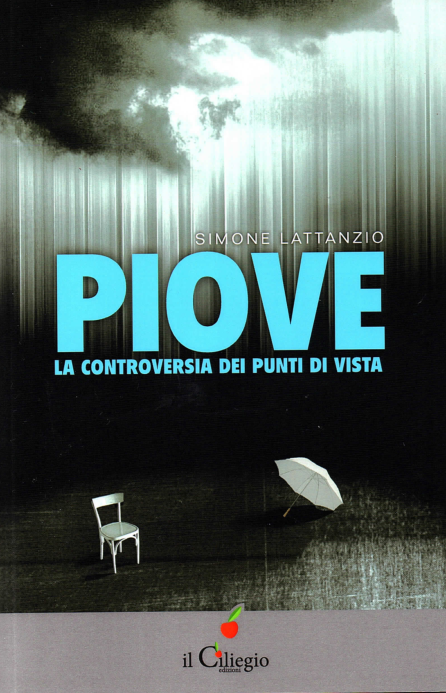 SIMONE LATTANZIO
PIOVE
LA CONTROVERSIA DEI PUNTI DI VISTA
il Ciliegio
edizioni